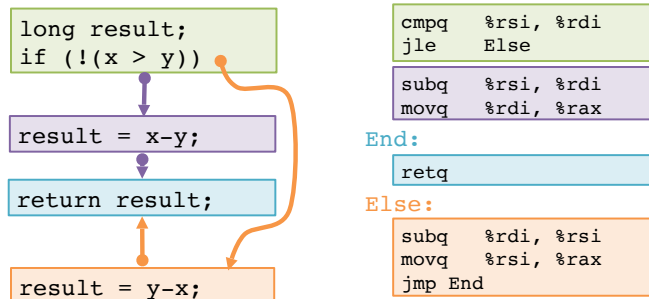 long result;
if (!(x > y))
result = x-y;
return result;
result = y-x;
cmpq %rsi, %rdi
jle Else
subq %rsi, %rdi
movq %rdi, %rax
End:
retq
Else:
subq %rdi, %rsi
movq %rsi, %rax
jmp End